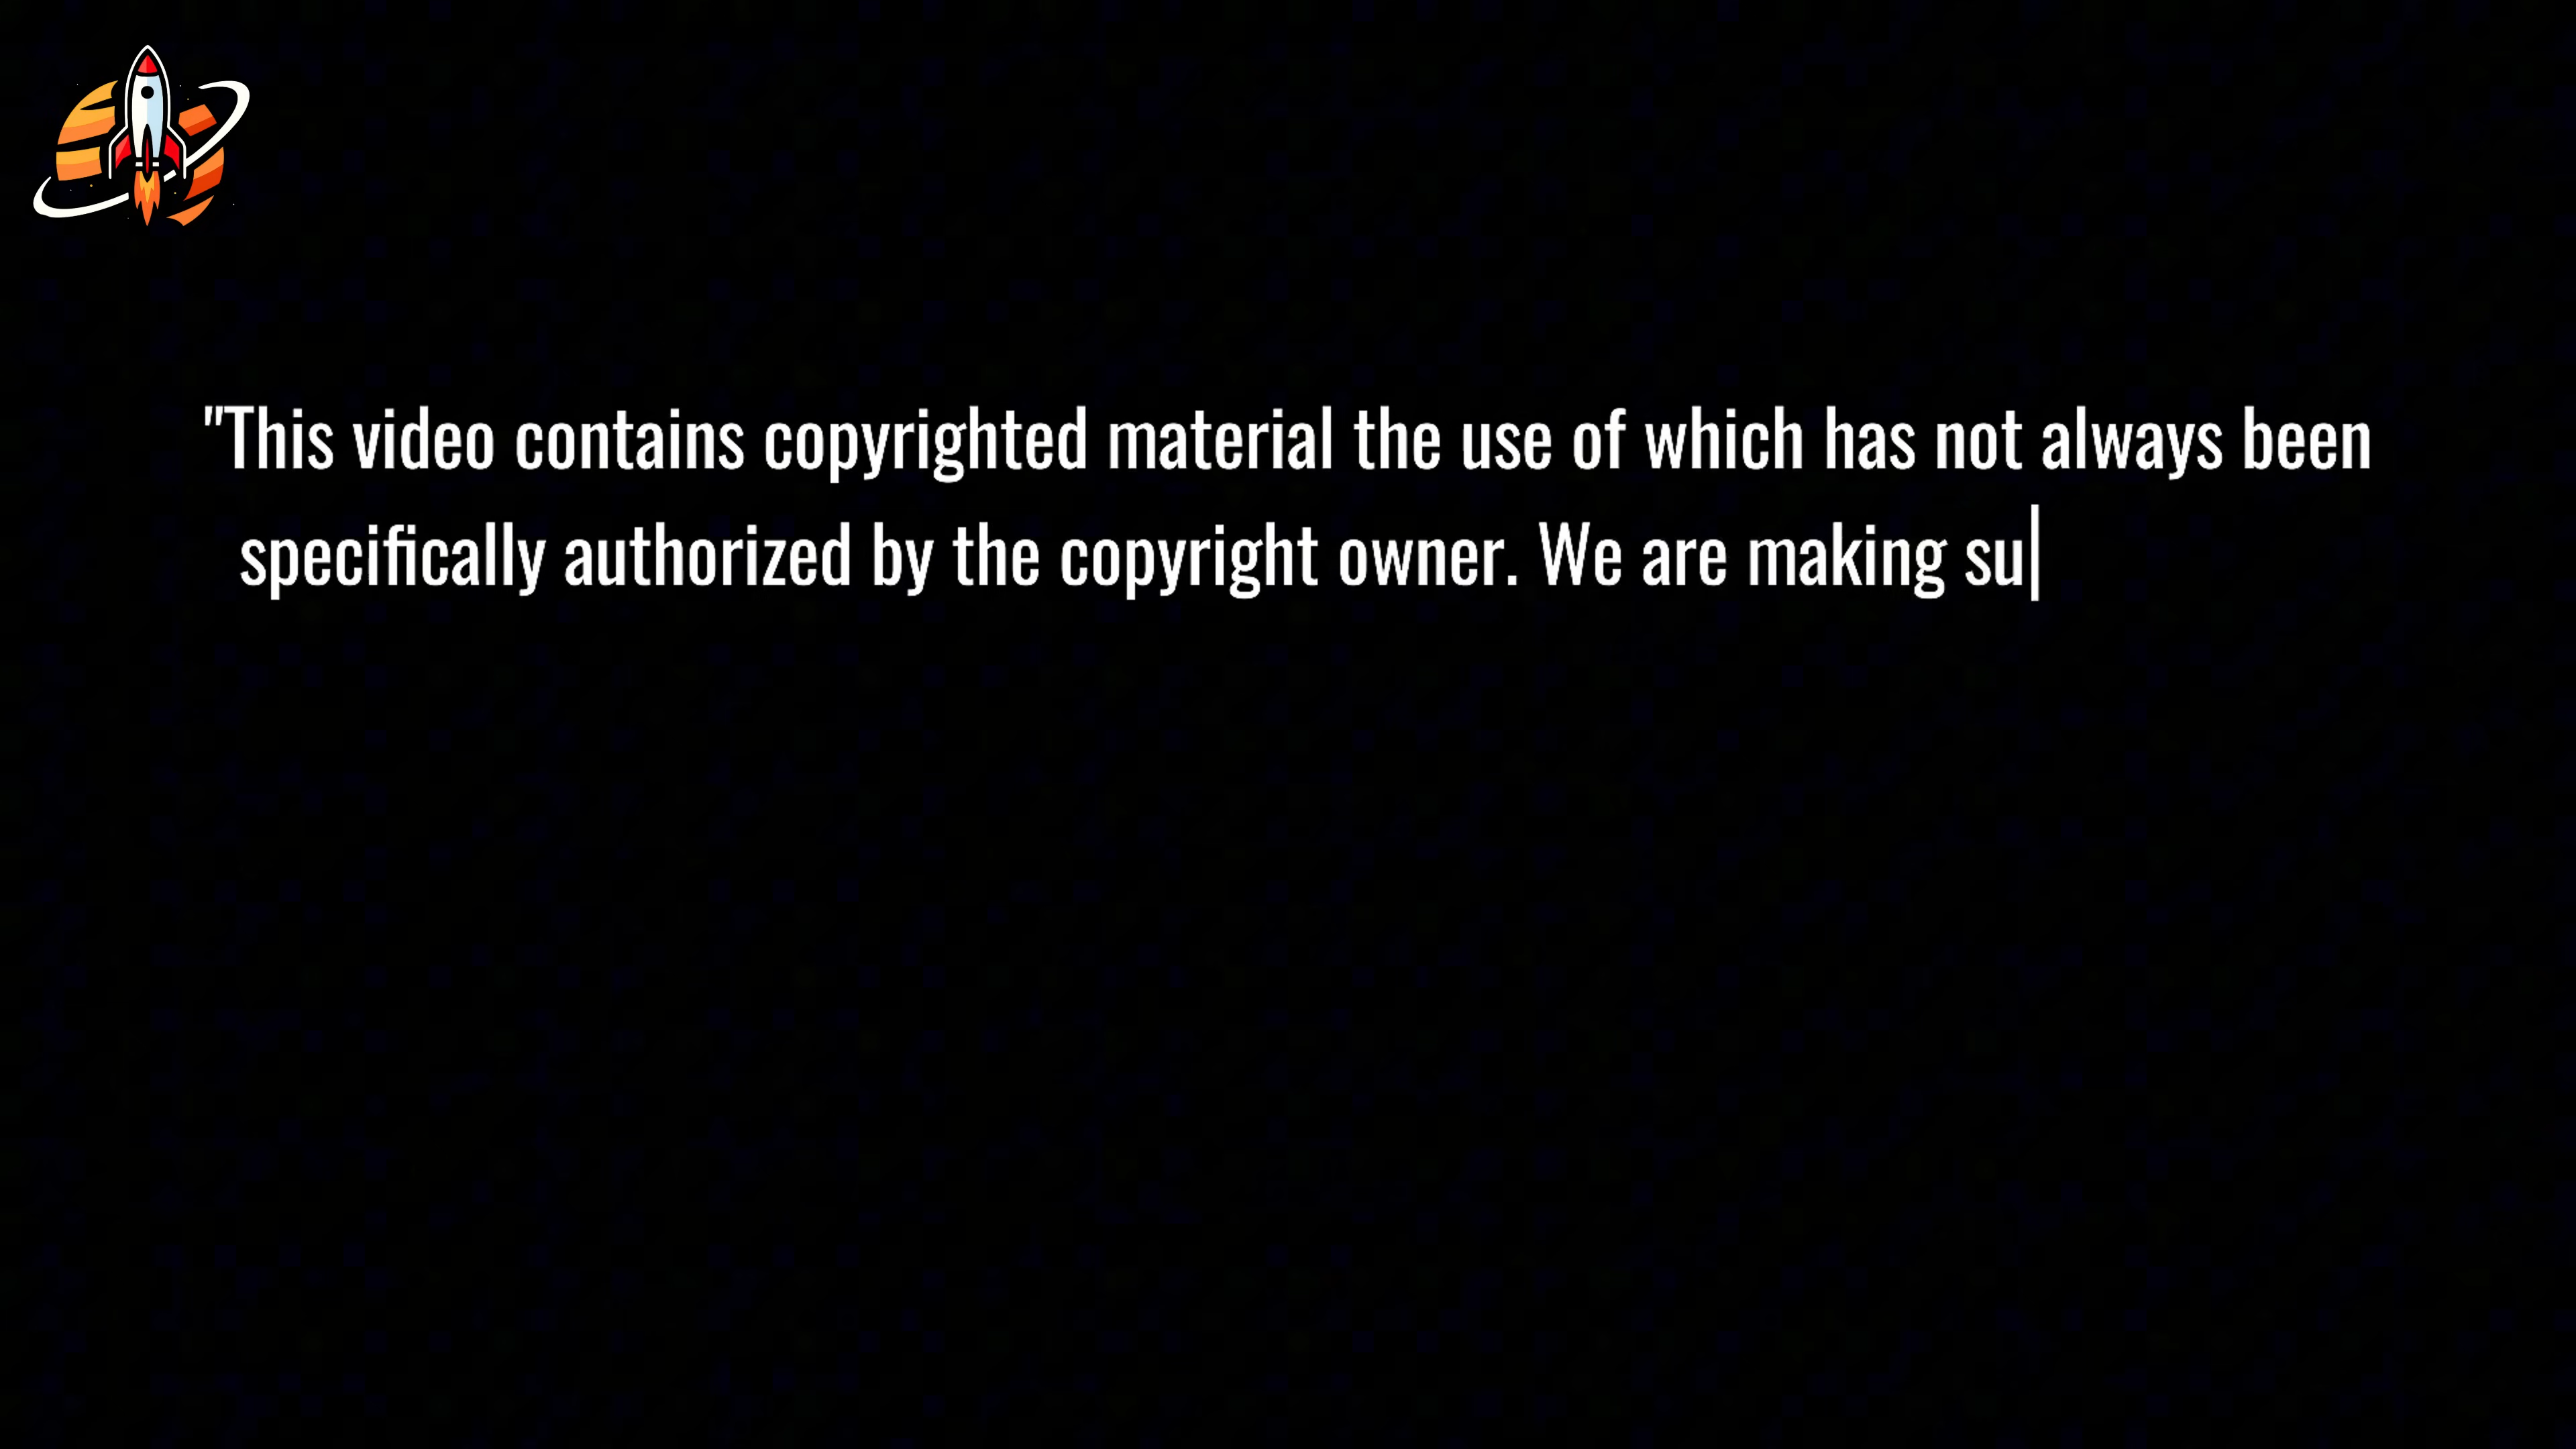 "This video contains copyrighted material the use of which has not always been
specifically authorized by the copyright owner. We are making su